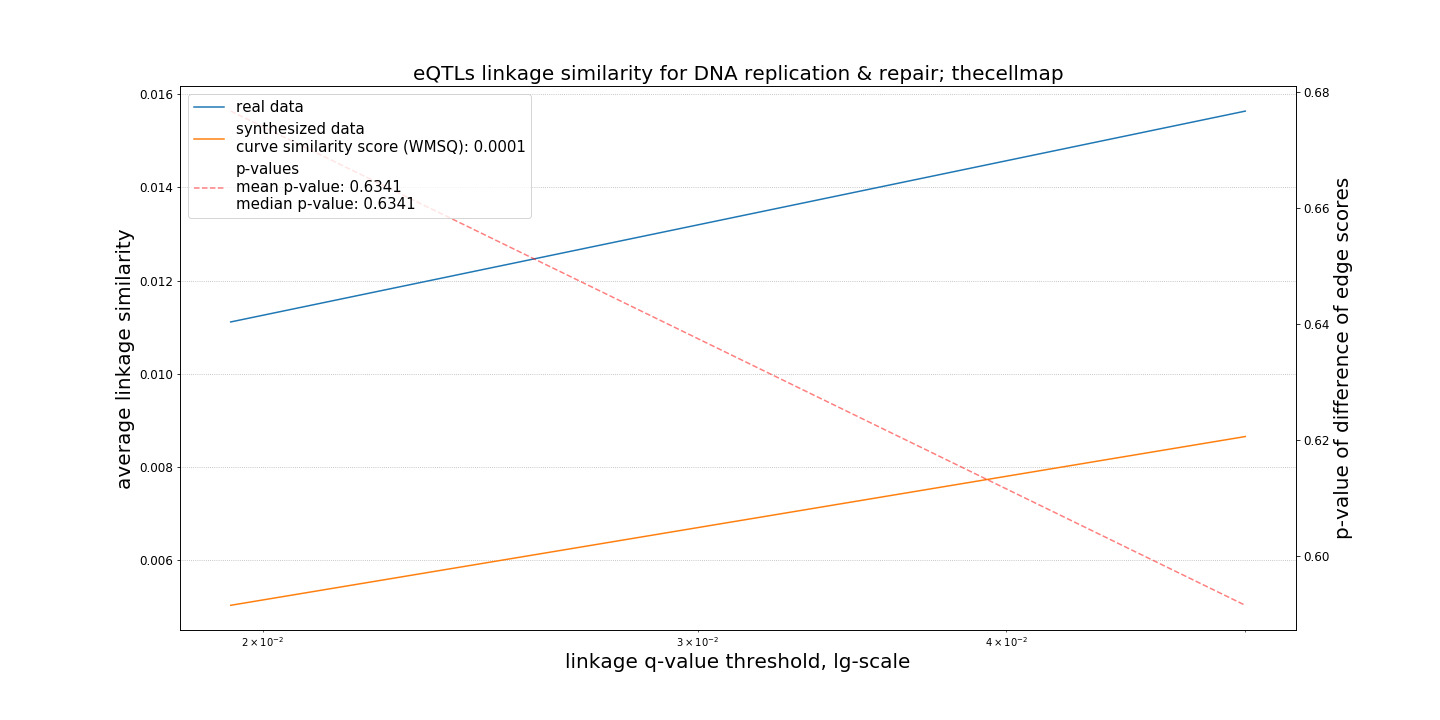 eQTLs linkage similarity for DNA replication & repair; thecellmap
real data
synthesized data
curve similarity score (WMSQ): 0.0001
p-values
mean p-value: 0.6341
median p-value: 0.6341
average linkage similarity
0.016
0.014
0.012
0.010
0.008
0.006
0.68
0.66
0.64
0.62
0.60
p-value of difference of edge scores
2 × 10⁻²
3 × 10⁻²
4 × 10⁻²
linkage q-value threshold, lg-scale